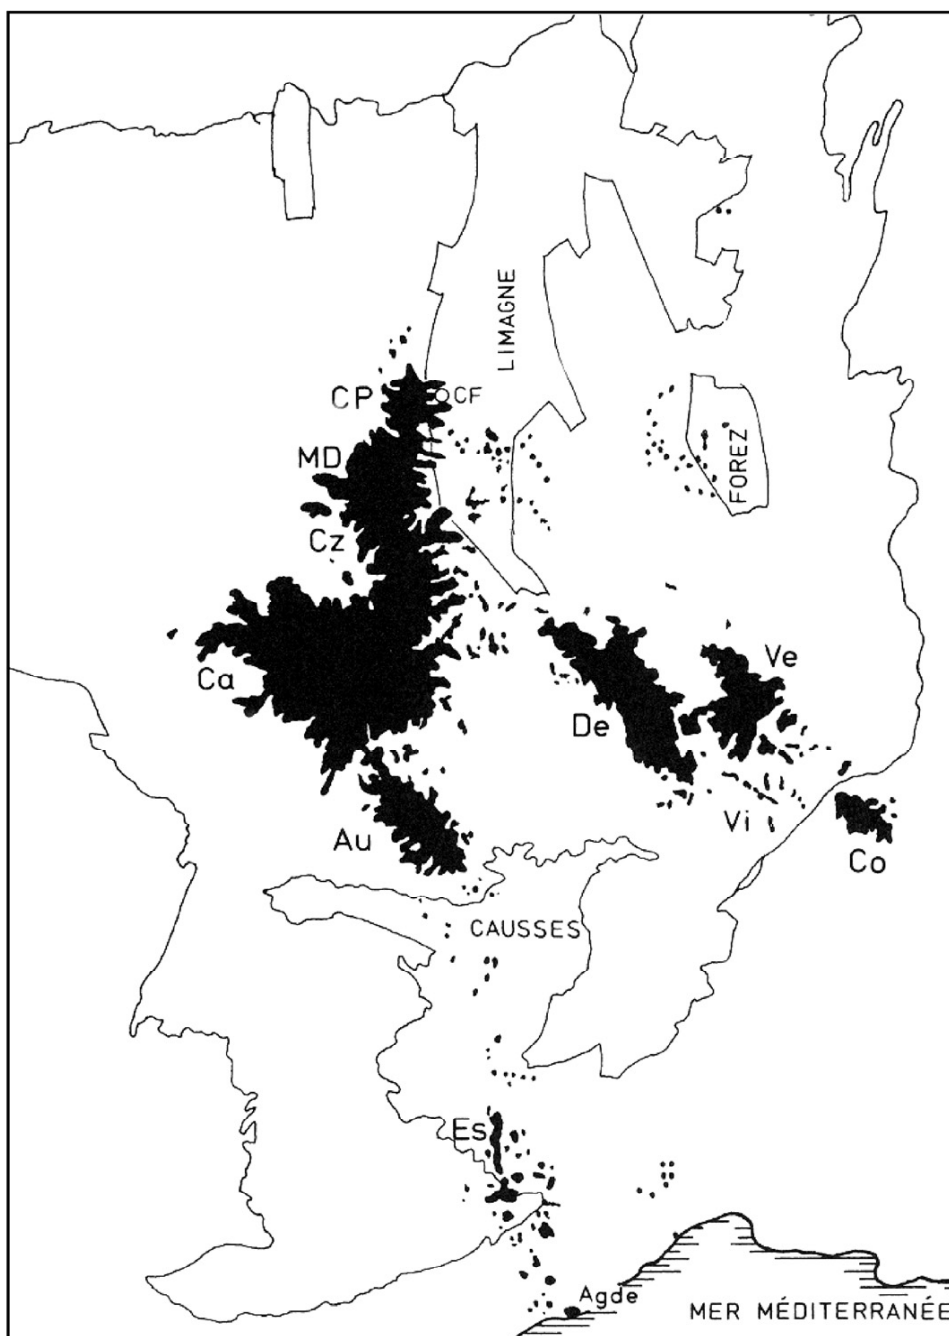 LIMAGNE
CP
CF
MD
FOREZ
Cz
Ca
Ve
De
Vi
Au
Co
CAUSSES
Es
Agde
MER MÉDITERRANÉE